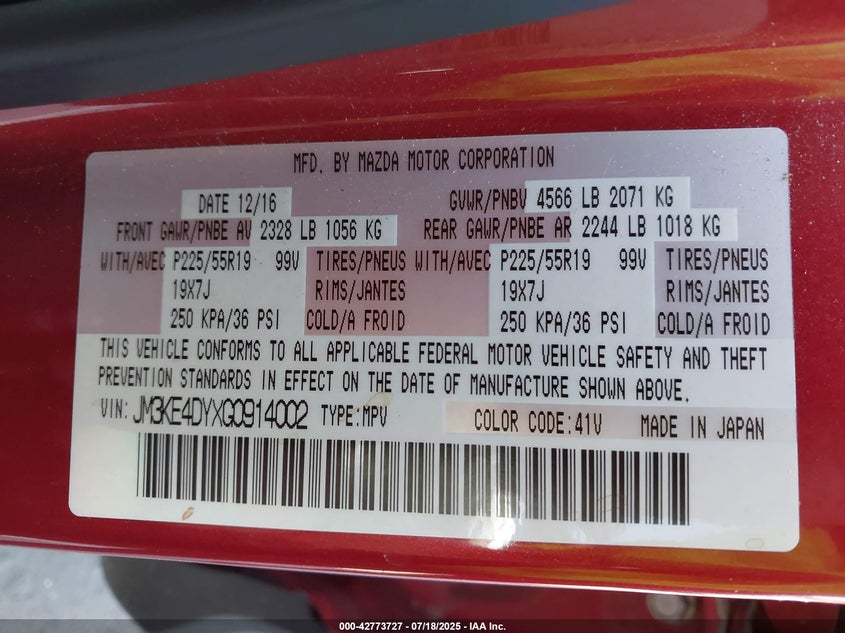 MFD. BY MAZDA MOTOR CORPORATION
DATE 12/16 GVWR/PNBV 4566 LB 2071 KG
FRONT GAWR/PNBE AV 2328 LB 1056 KG REAR GAWR/PNBE AR 2244 LB 1018 KG
WITH/AVEC P225/55R19 99V TIRES/PNEUS WITH/AVEC P225/55R19 99V TIRES/PNEUS
19X7J RIMS/JANTES 19X7J RIMS/JANTES
250 KPA/36 PSI COLD/A FROID 250 KPA/36 PSI COLD/A FROID
THIS VEHICLE CONFORMS TO ALL APPLICABLE FEDERAL MOTOR VEHICLE SAFETY AND THEFT
PREVENTION STANDARDS IN EFFECT ON THE DATE OF MANUFACTURE SHOWN ABOVE.
VIN: JM3KE4DYXG0914002 TYPE:MPV COLOR CODE:41V MADE IN JAPAN
000-42773727 - 07/18/2025 - IAA Inc.